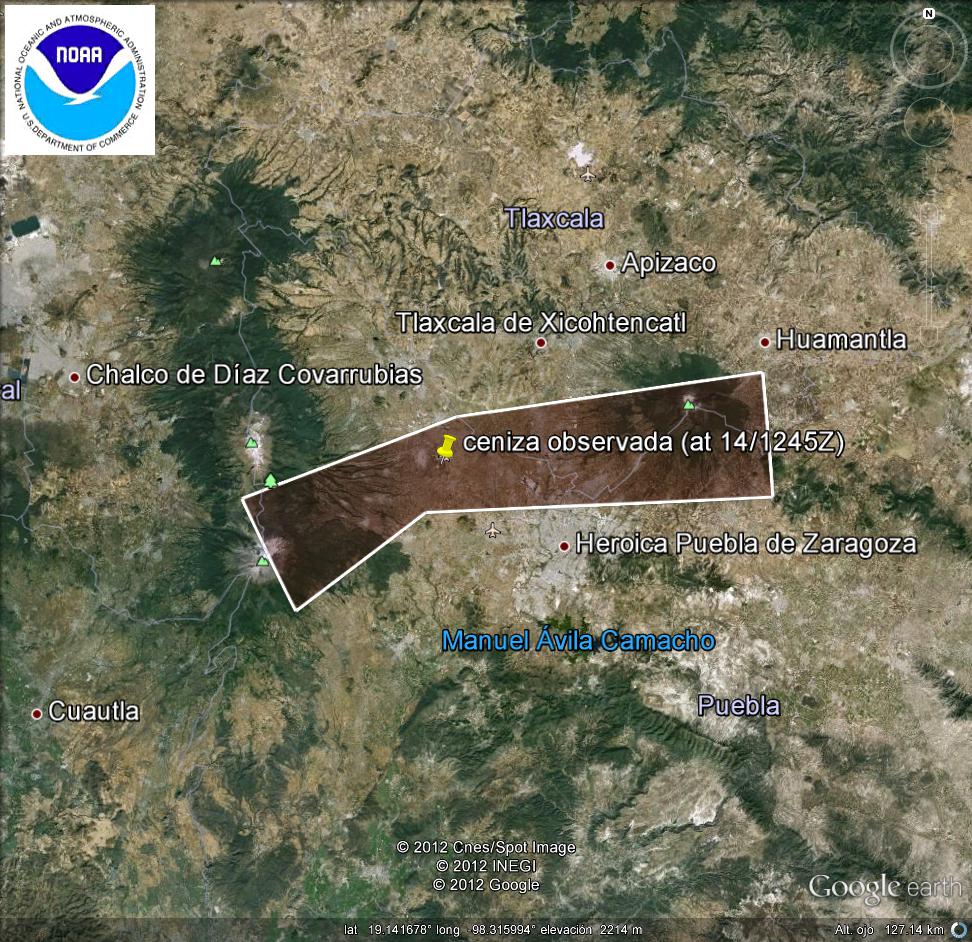 NATIONAL OCEANIC AND ATMOSPHERIC ADMINISTRATION
U.S. DEPARTMENT OF COMMERCE
NOAA
N
Tlaxcala
Apizaco
Tlaxcala de Xicohtencatl
Huamantla
Chalco de Díaz Covarrubias
al
ceniza observada (at 14/1245Z)
Heroica Puebla de Zaragoza
Manuel Ávila Camacho
Puebla
Cuautla
© 2012 Cnes/Spot Image
© 2012 INEGI
© 2012 Google
Google earth
lat 19.141678° long -98.315994° elevación 2214 m
Alt. ojo 127.14 km